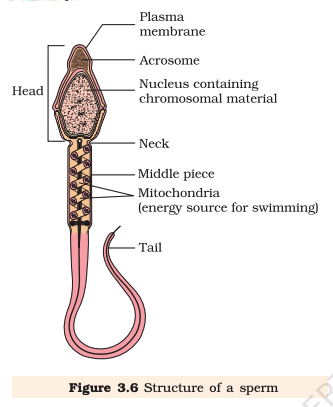 Plasma
membrane
Acrosome
Head
Nucleus containing
chromosomal material
Neck
Middle piece
Mitochondria
(energy source for swimming)
Tail
Figure 3.6 Structure of a sperm